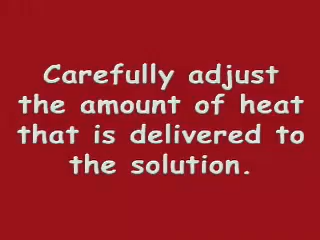 Carefully adjust
the amount of heat
that is delivered to
the solution.